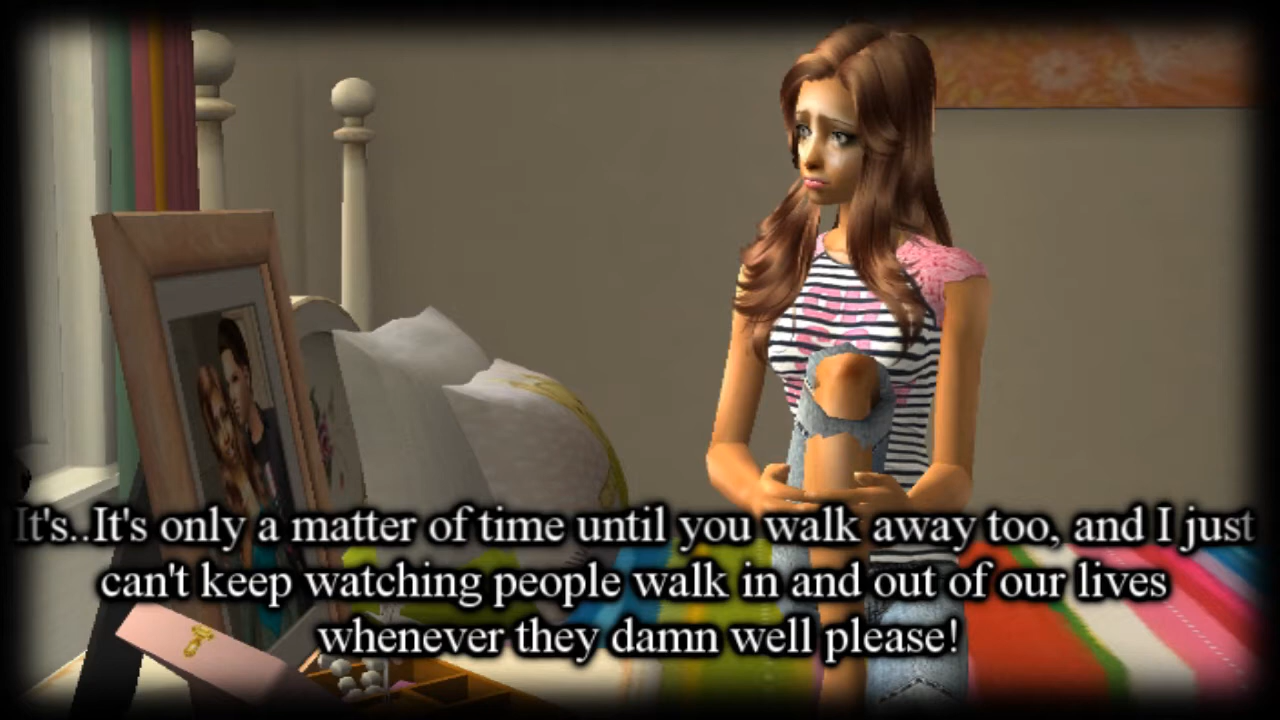 It's..It's only a matter of time until you walk away too, and I just
can't keep watching people walk in and out of our lives
whenever they damn well please!